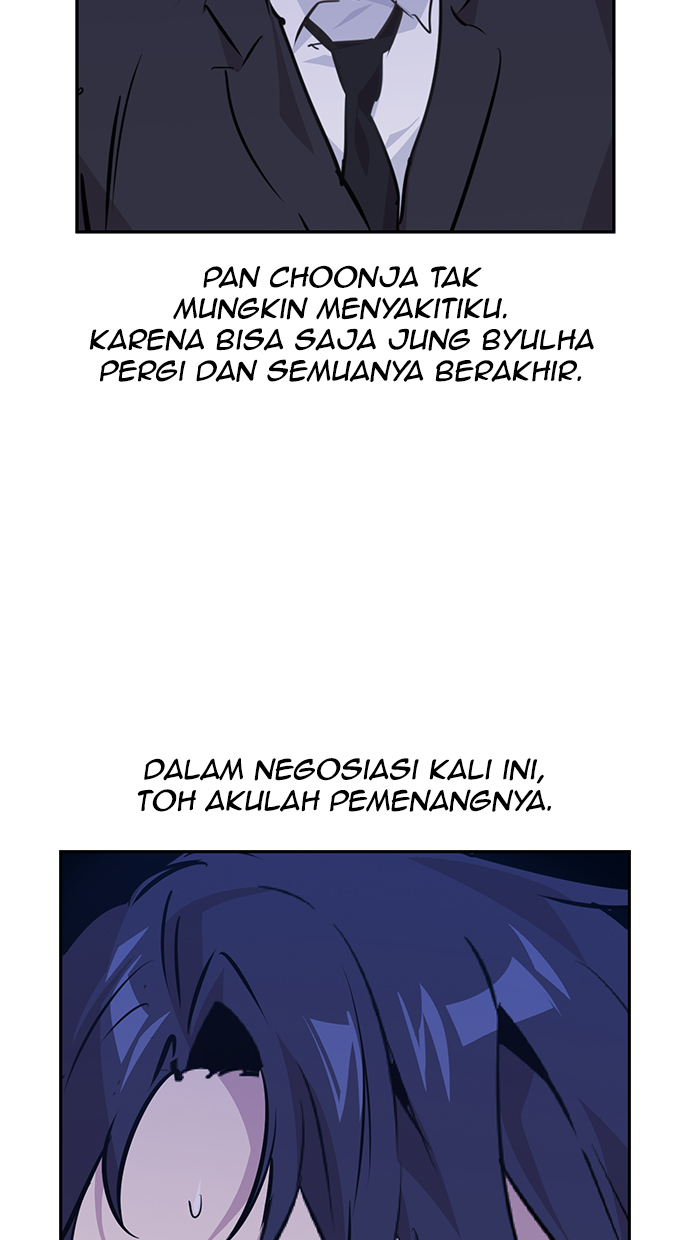 PAN CHOONJA TAK
MUNGKIN MENYAKITIKU.
KARENA BISA SAJA JUNG BYULHA
PERGI DAN SEMUANYA BERAKHIR.
DALAM NEGOSIASI KALI INI,
TOH AKULAH PEMENANGNYA.